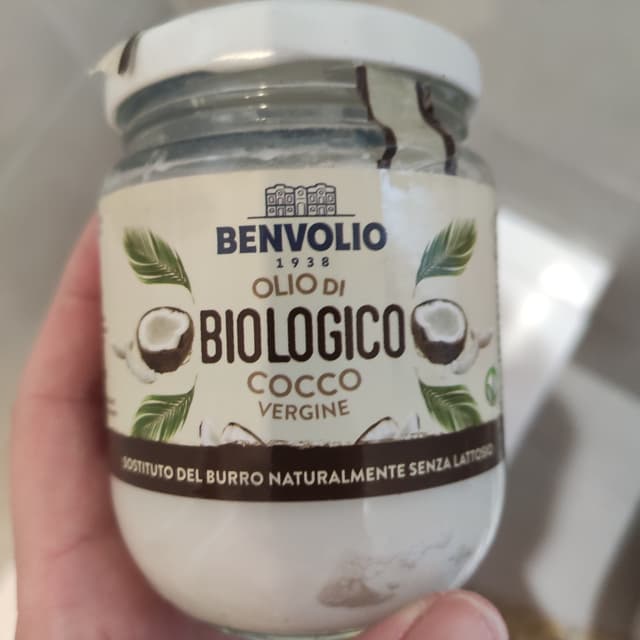 BENVOLIO
1938
OLIO DI
BIOLOGICO
COCCO
VERGINE
SOSTITUTO DEL BURRO NATURALMENTE SENZA LATTOSIO